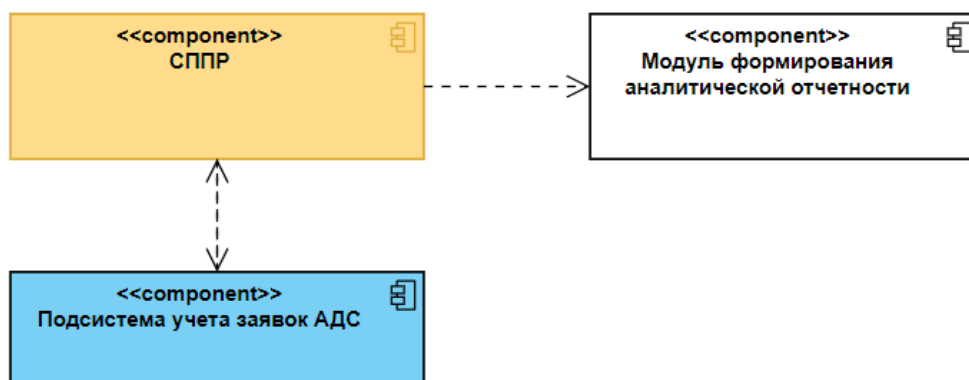 <<component>>
СППР
<<component>>
Модуль формирования
аналитической отчетности
<<component>>
Подсистема учета заявок АДС